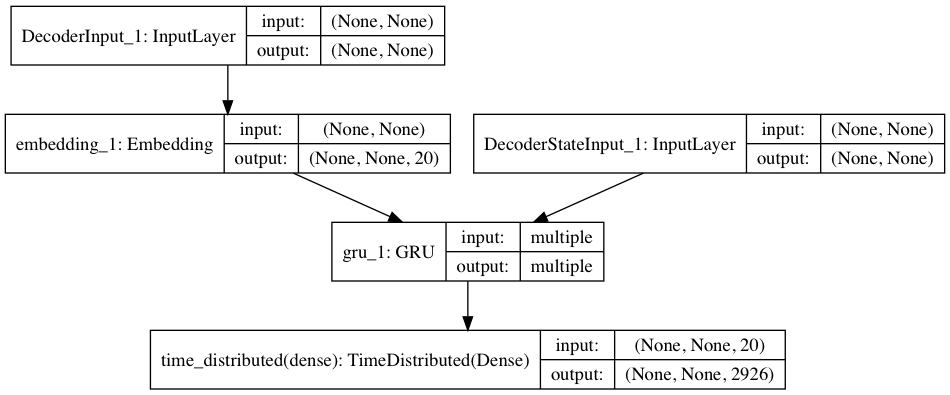 DecoderInput_1: InputLayer
input: (None, None)
output: (None, None)
embedding_1: Embedding
input: (None, None)
output: (None, None, 20)
DecoderStateInput_1: InputLayer
input: (None, None)
output: (None, None)
gru_1: GRU
input: multiple
output: multiple
time_distributed(dense): TimeDistributed(Dense)
input: (None, None, 20)
output: (None, None, 2926)